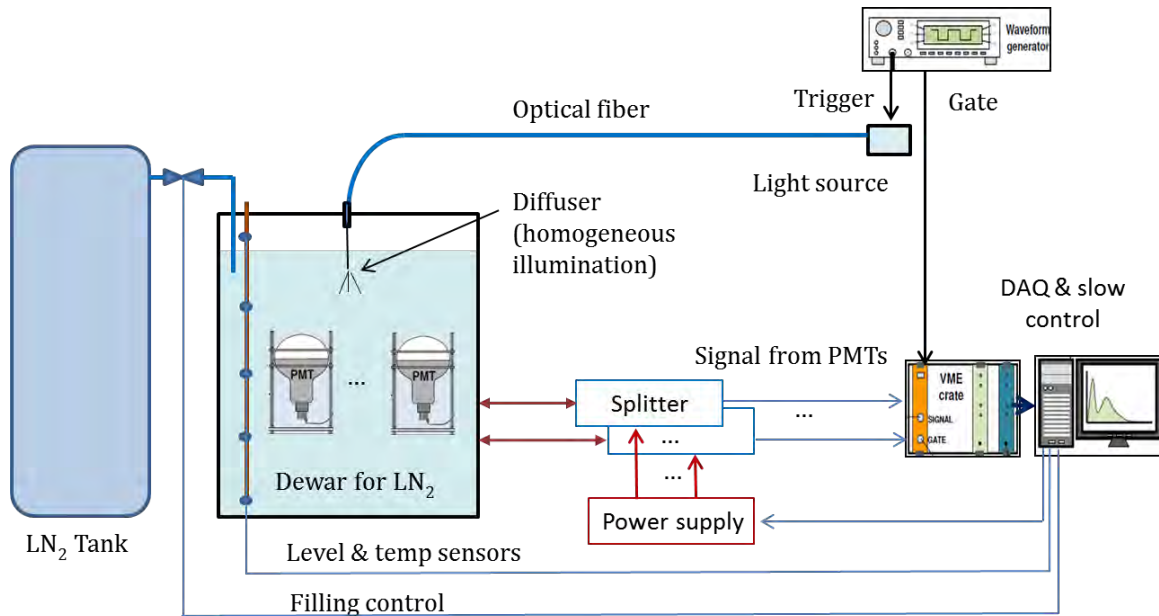 Waveform
generator
Trigger
Gate
Optical fiber
Light source
Diffuser
(homogeneous
illumination)
DAQ & slow
control
PMT
...
PMT
Signal from PMTs
Splitter
...
...
VME
crate
SIGNAL
GATE
...
Dewar for LN₂
Power supply
LN₂ Tank
Level & temp sensors
Filling control